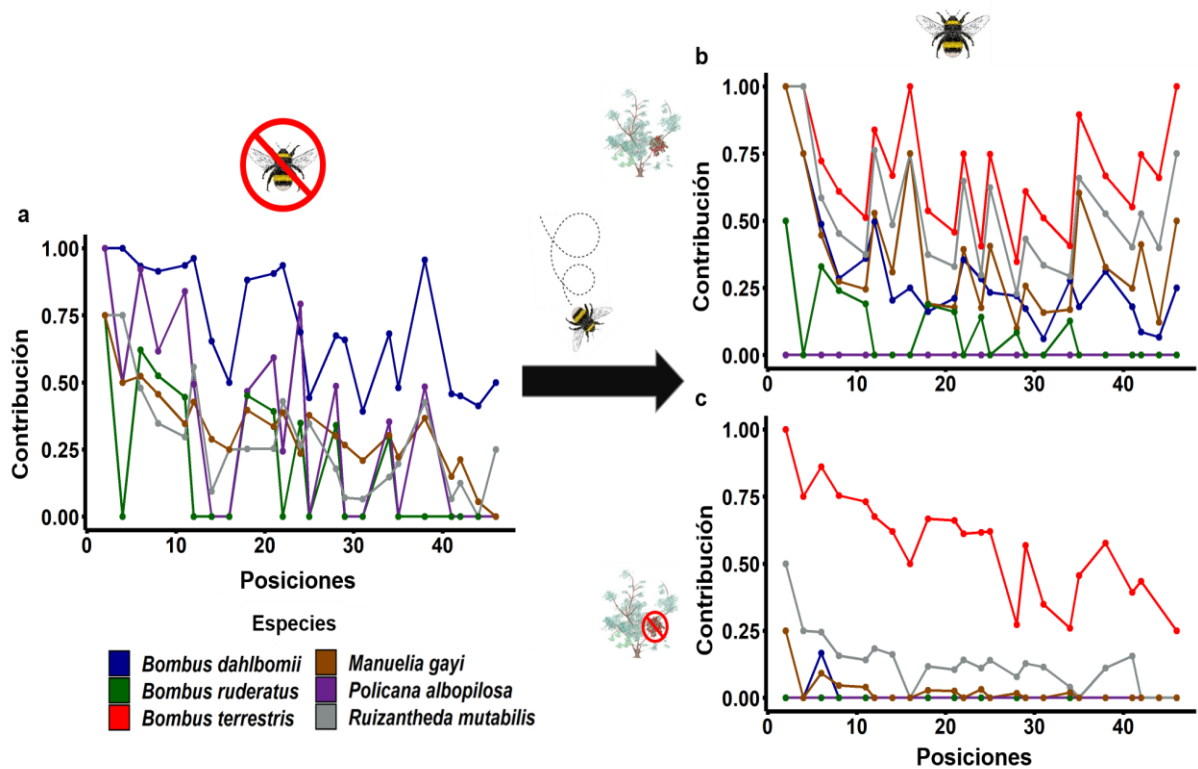 a
1.00
0.75
0.50
0.25
0.00
Contribución
0 10 20 30 40
Posiciones
Especies
Bombus dahlbomii
Bombus ruderatus
Bombus terrestris
Manuelia gayi
Policana albopilosa
Ruizantheda mutabilis
b
1.00
0.75
0.50
0.25
0.00
Contribución
0 10 20 30 40
c
1.00
0.75
0.50
0.25
0.00
Contribución
0 10 20 30 40
Posiciones